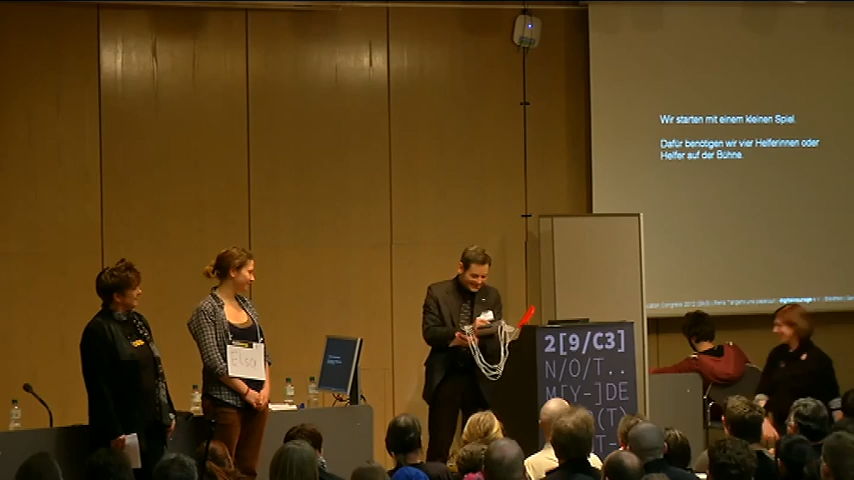 Wir starten mit einem kleinen Spiel.
Dafür benötigen wir vier Helferinnen oder
Helfer auf der Bühne.
2[9/C3]
N/O/T..
M[Y-]DE
Elsa